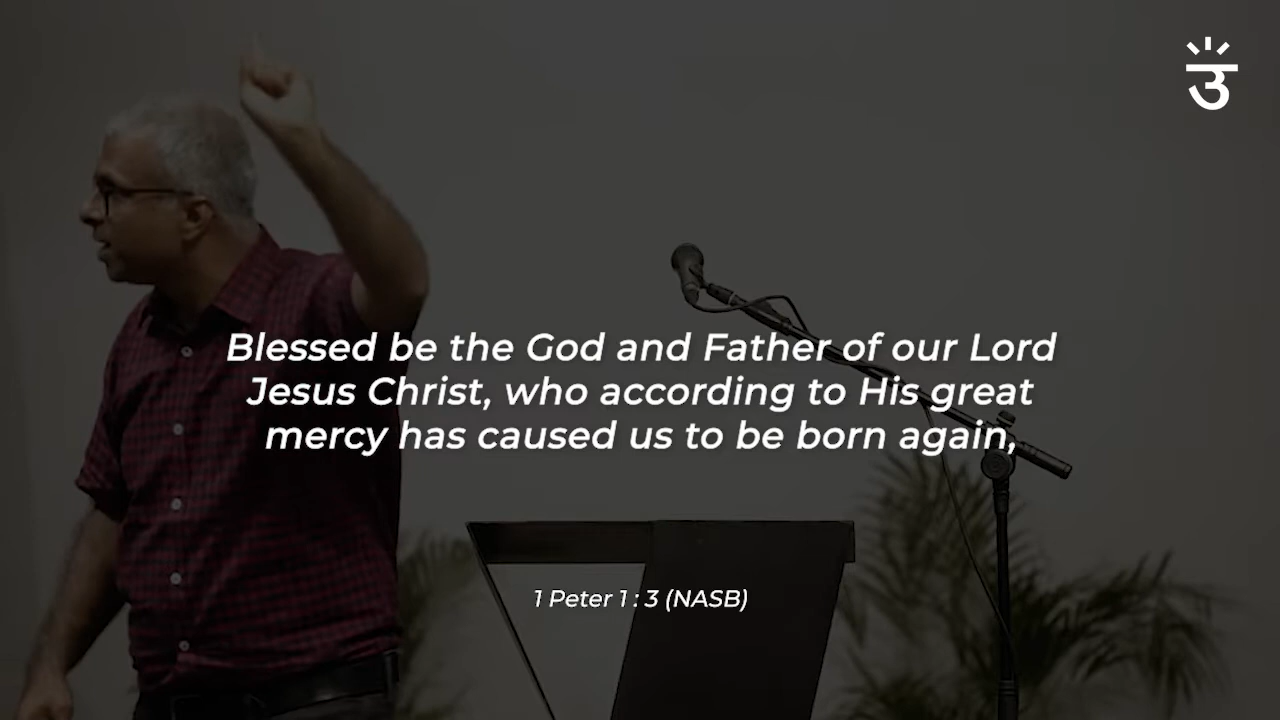 उ
Blessed be the God and Father of our Lord
Jesus Christ, who according to His great
mercy has caused us to be born again,
1 Peter 1 : 3 (NASB)